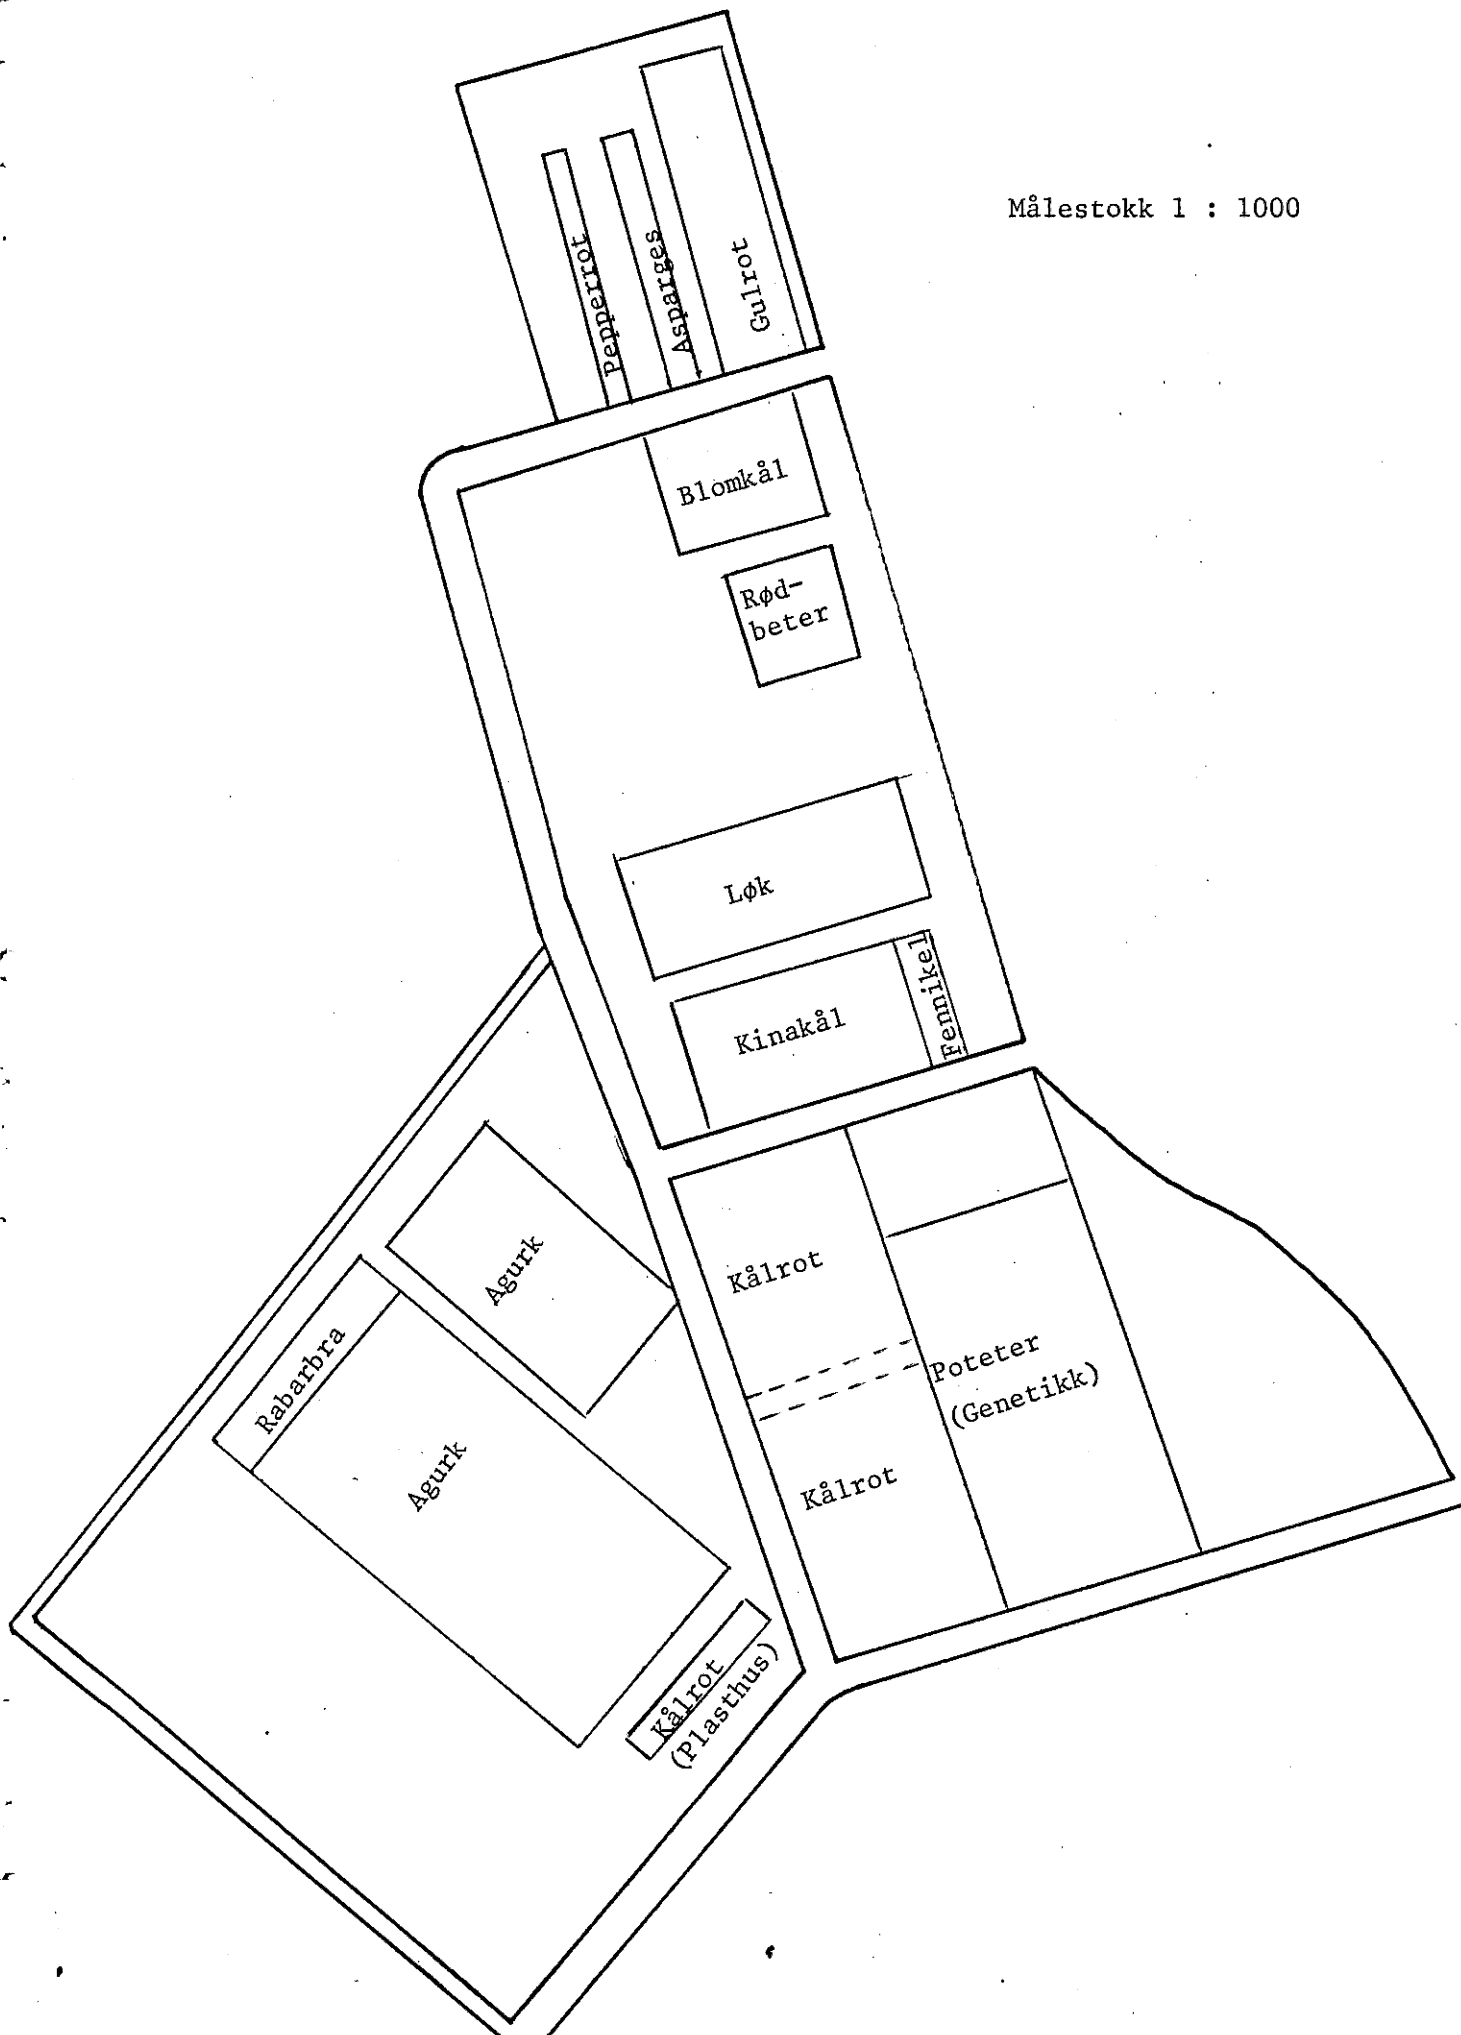 Målestokk 1 : 1000
Pepperrot
Asparges
Gulrot
Blomkål
Rød-
beter
Løk
Kinakål
Fennikel
Agurk
Rabarbra
Agurk
Kålrot
(Plasthus)
Kålrot
Poteter
(Genetikk)
Kålrot